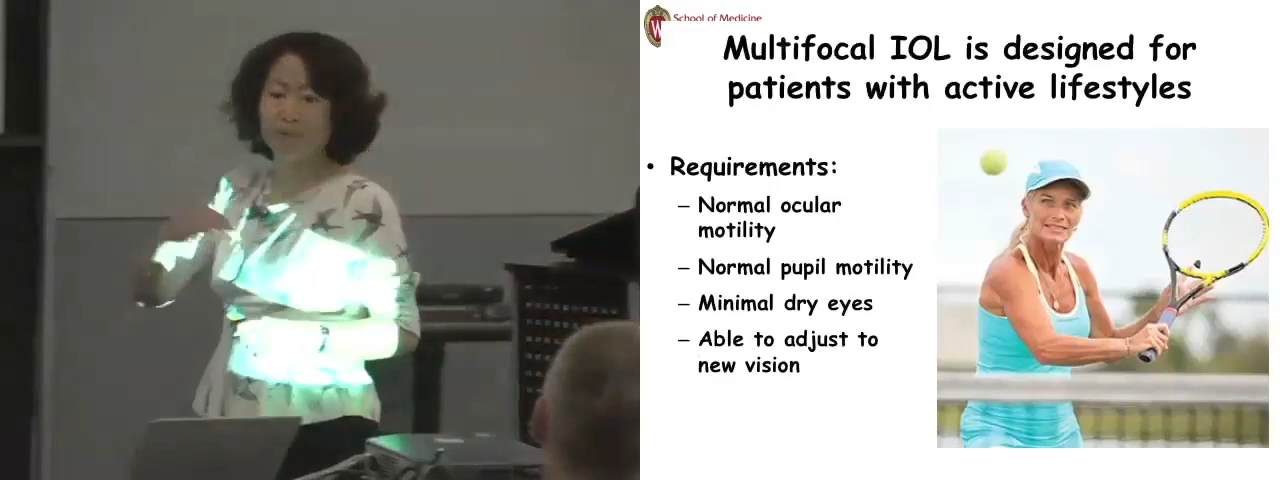 W
School of Medicine
Multifocal IOL is designed for
patients with active lifestyles
• Requirements:
– Normal ocular
motility
– Normal pupil motility
– Minimal dry eyes
– Able to adjust to
new vision